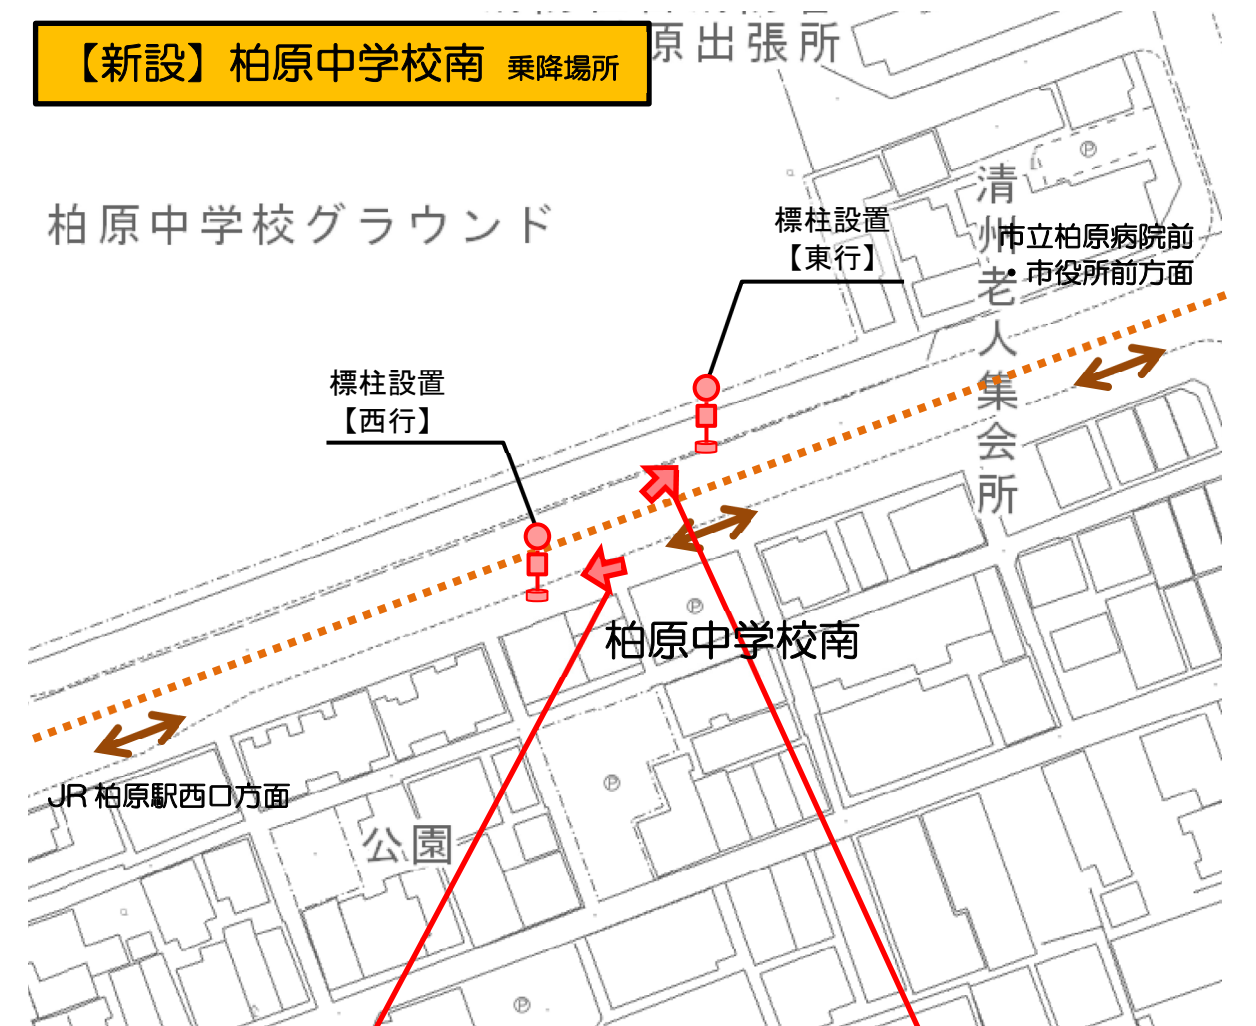 【新設】柏原中学校南 乗降場所
原出張所
柏原中学校グラウンド
標柱設置
【東行】
清州老人集会所
市立柏原病院前
・市役所前方面
標柱設置
【西行】
P
P
柏原中学校南
P
JR柏原駅西口方面
公園
P